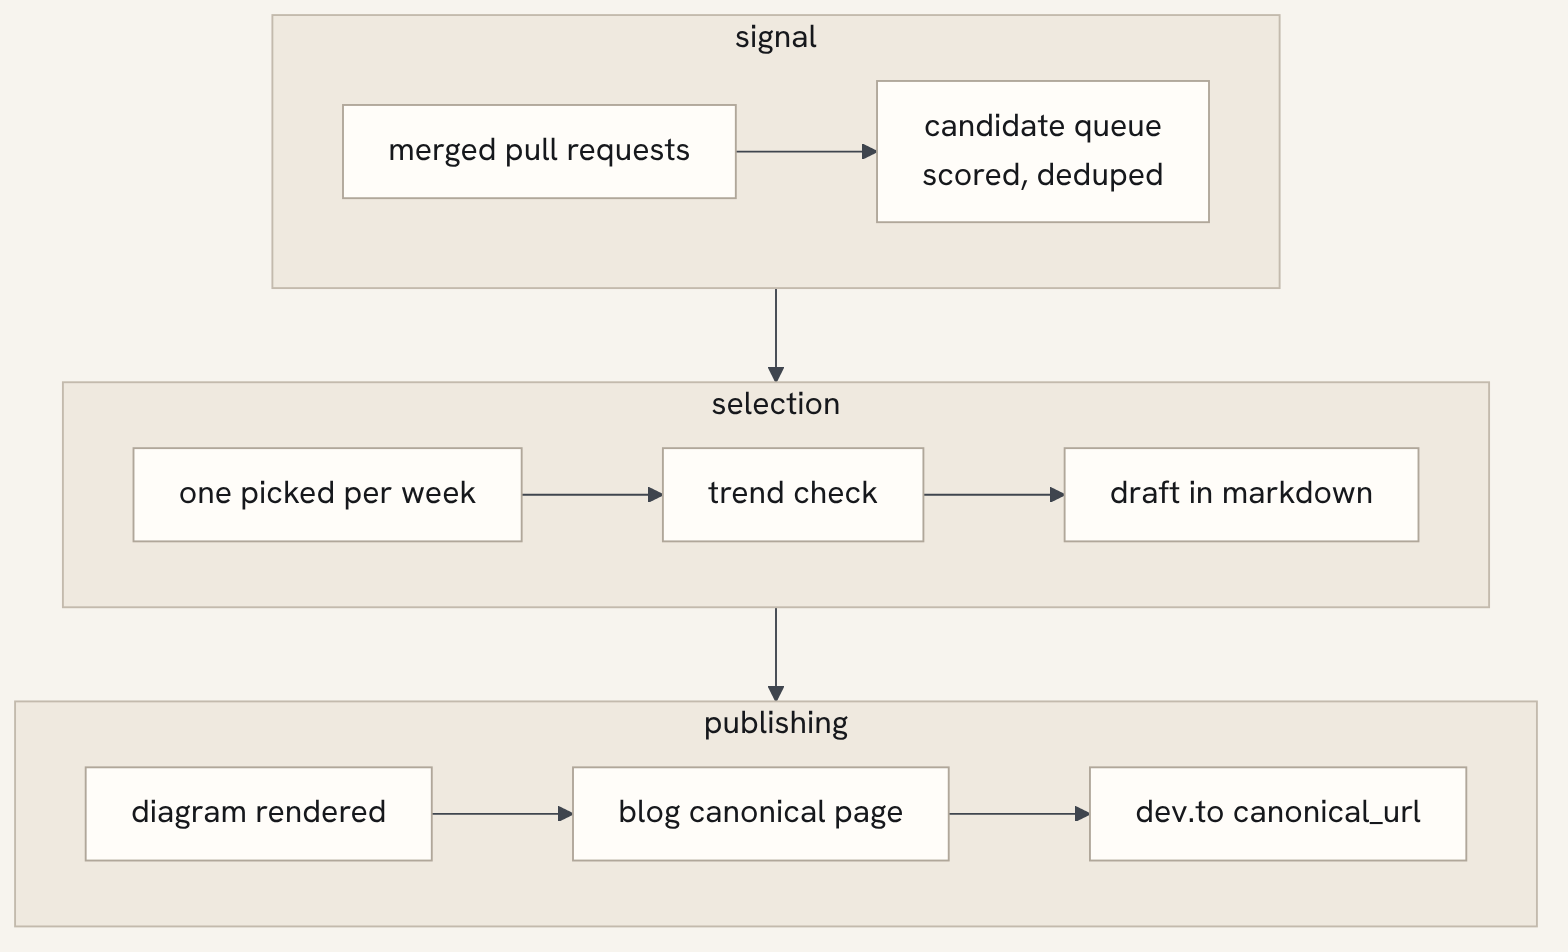 signal
merged pull requests
candidate queue
scored, deduped
selection
one picked per week
trend check
draft in markdown
publishing
diagram rendered
blog canonical page
dev.to canonical_url